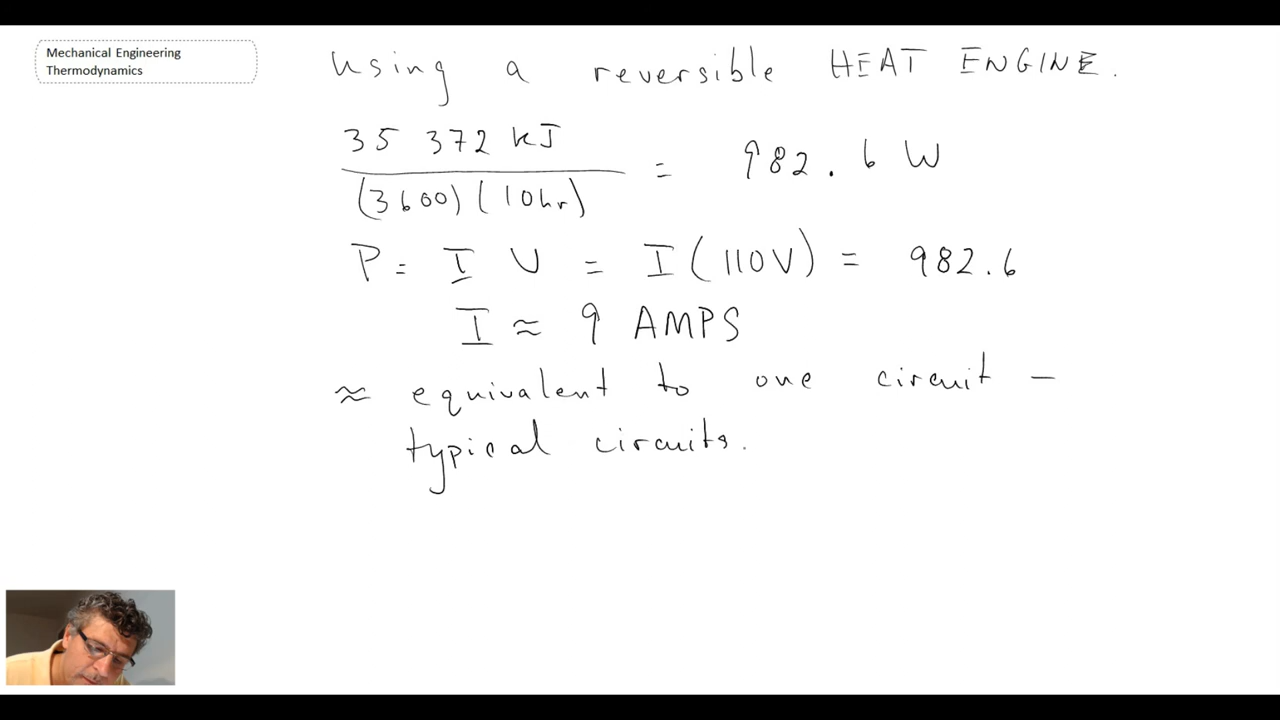 Mechanical Engineering
Thermodynamics
Using a reversible HEAT ENGINE.
35 372 kJ
(3600)(10hr)
= 982.6 W
P = I V = I(110V) = 982.6
I ≈ 9 AMPS
≈ equivalent to one circuit –
typical circuits.